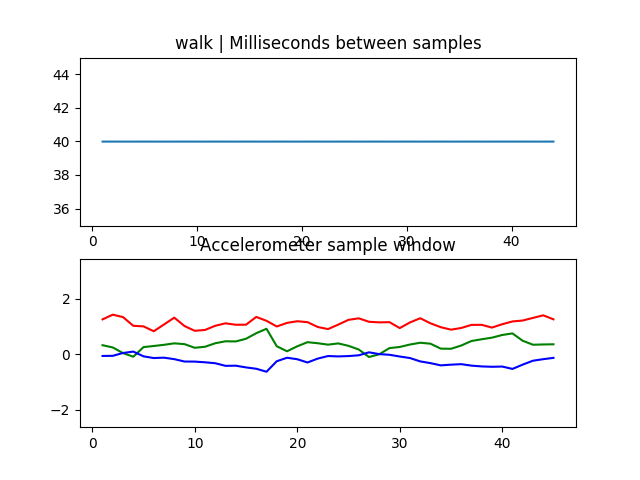 walk | Milliseconds between samples
44
42
40
38
36
0 10 20 30 40
Accelerometer sample window
2
0
−2
0 10 20 30 40